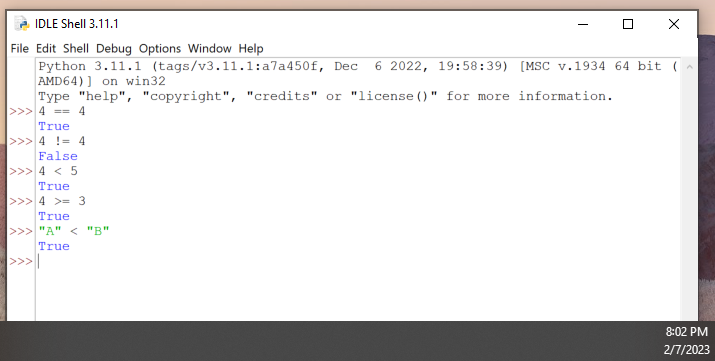 IDLE Shell 3.11.1
File Edit Shell Debug Options Window Help
Python 3.11.1 (tags/v3.11.1:a7a450f, Dec  6 2022, 19:58:39) [MSC v.1934 64 bit (
AMD64)] on win32
Type "help", "copyright", "credits" or "license()" for more information.
>>> 4 == 4
True
>>> 4 != 4
False
>>> 4 < 5
True
>>> 4 >= 3
True
>>> "A" < "B"
True
>>>
8:02 PM
2/7/2023